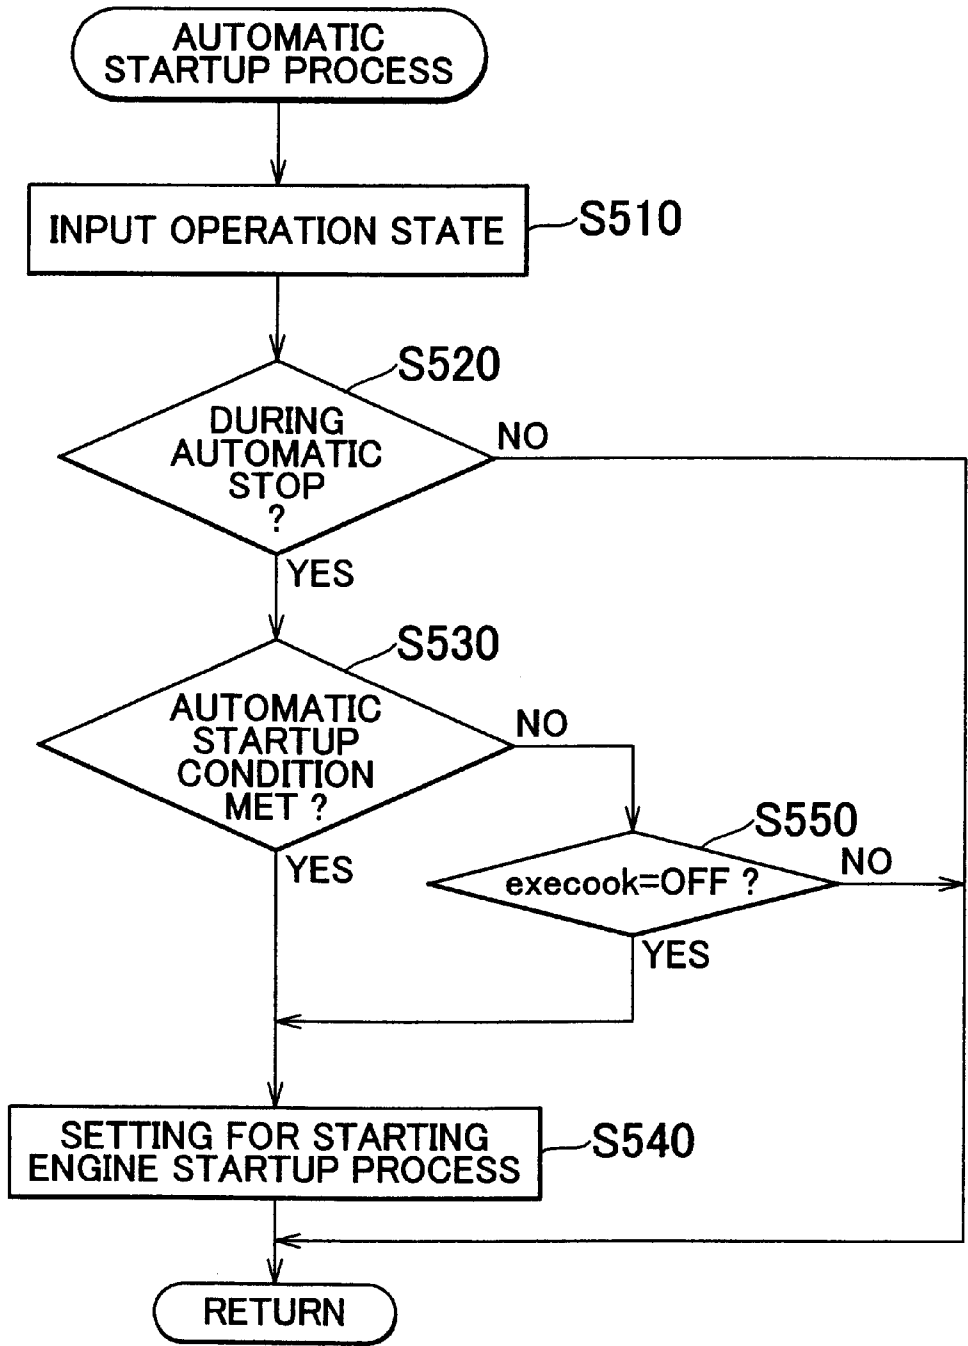 AUTOMATIC
STARTUP PROCESS
INPUT OPERATION STATE
S510
S520
DURING
AUTOMATIC
STOP
?
NO
YES
S530
AUTOMATIC
STARTUP
CONDITION
MET ?
NO
YES
S550
execook=OFF ?
NO
YES
SETTING FOR STARTING
ENGINE STARTUP PROCESS
S540
RETURN